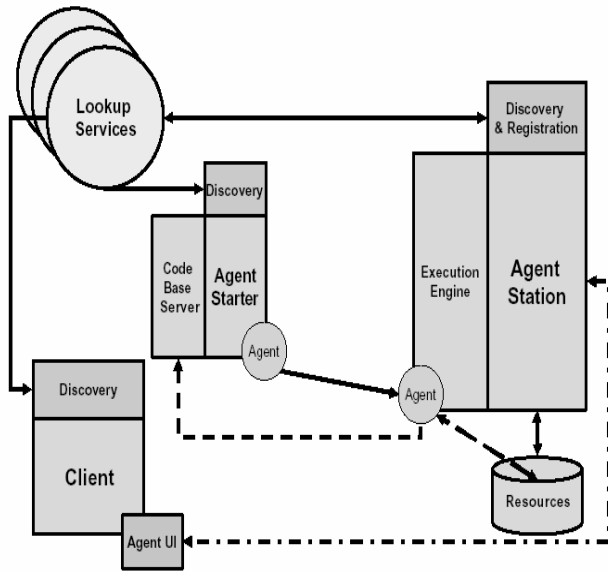 Lookup
Services
Discovery
& Registration
Discovery
Code
Base
Server
Agent
Starter
Execution
Engine
Agent
Station
Agent
Agent
Discovery
Client
Agent UI
Resources